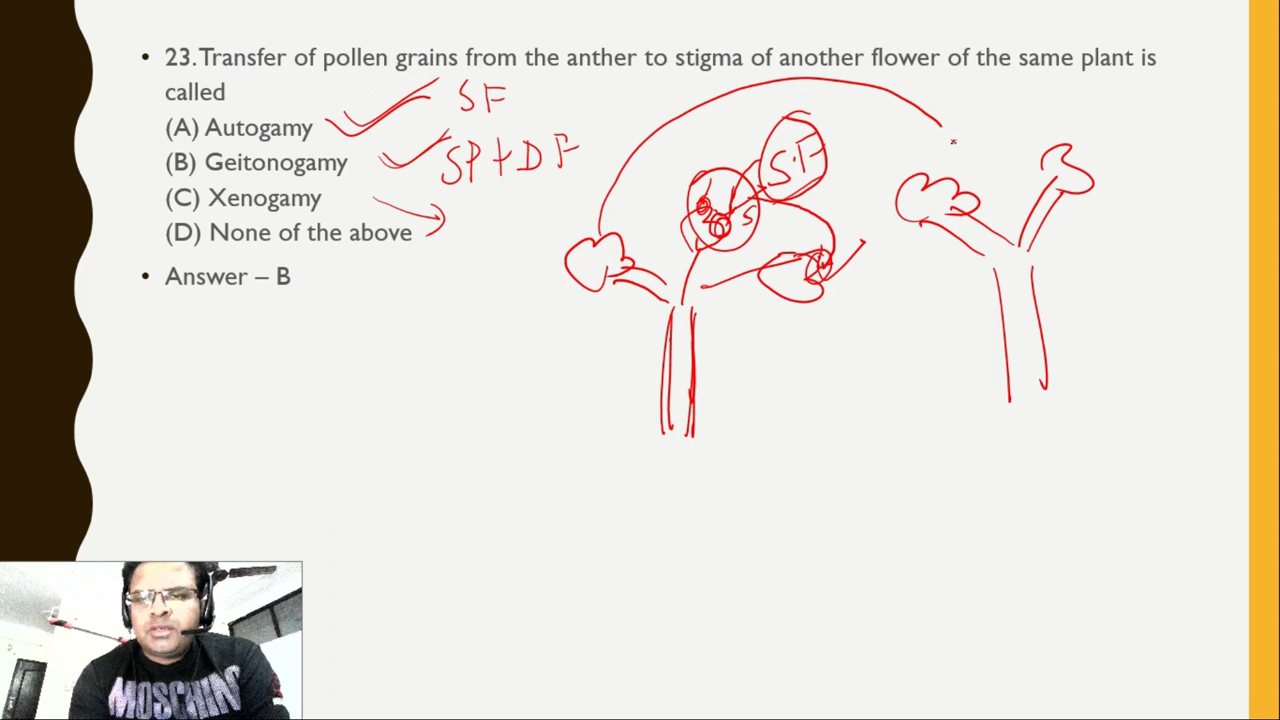 • 23. Transfer of pollen grains from the anther to stigma of another flower of the same plant is
called
SF
(A) Autogamy
(B) Geitonogamy
SP + DF
S.F
(C) Xenogamy
S
(D) None of the above
• Answer – B
MOSCHIN